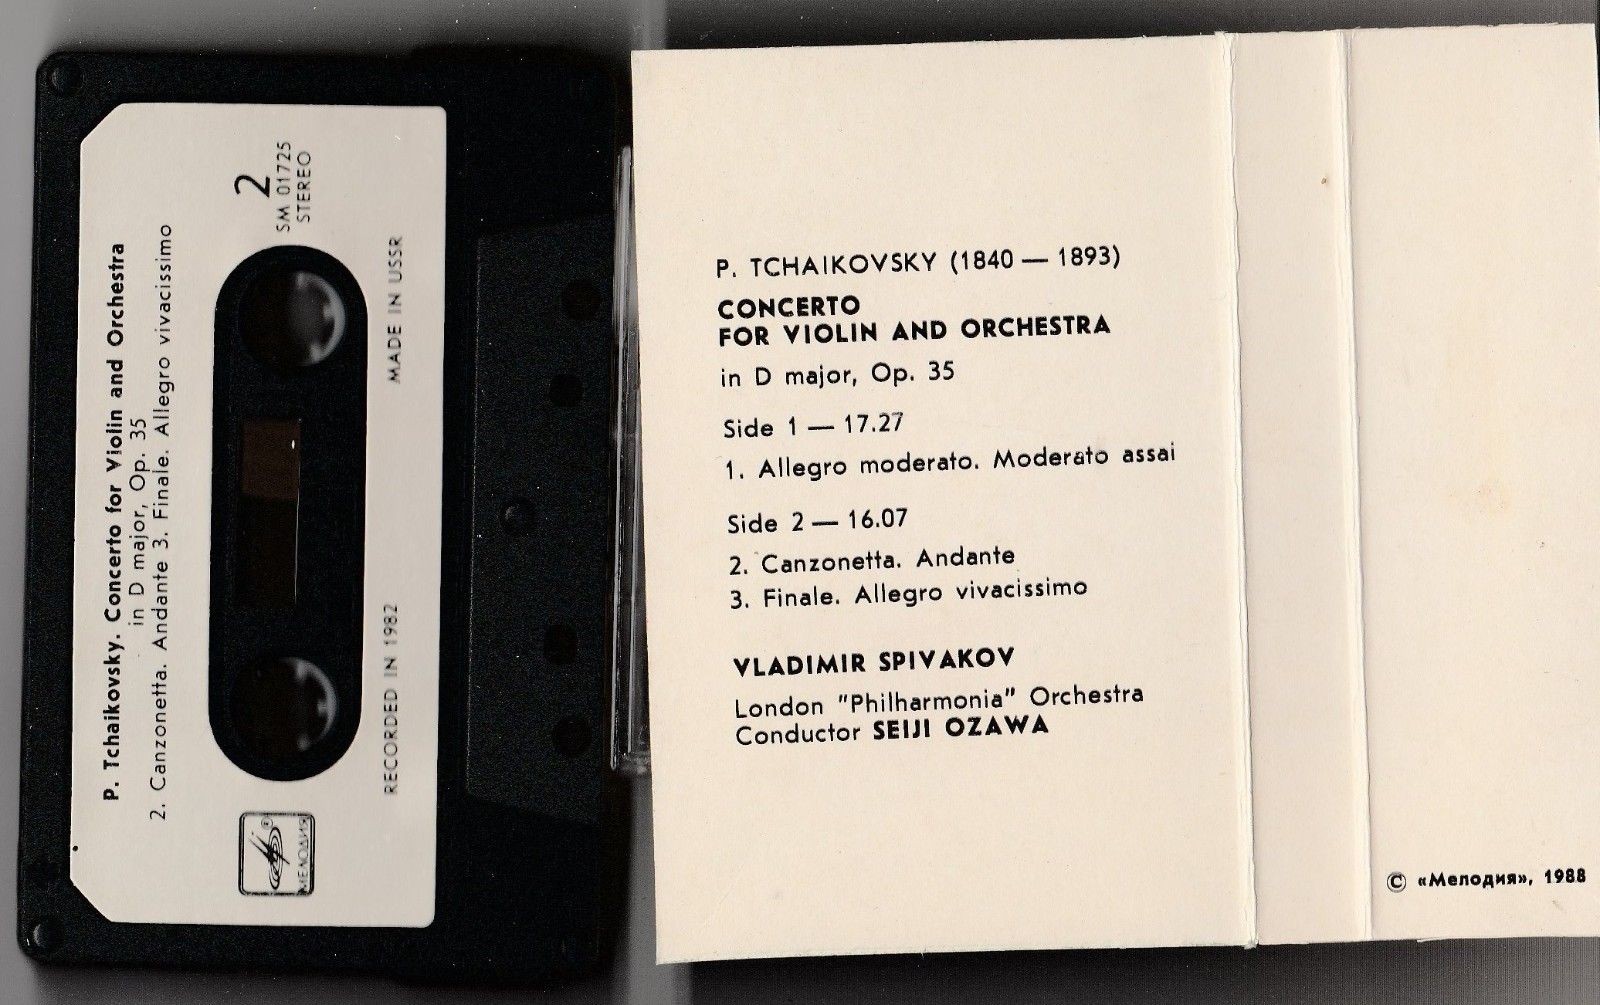 P. Tchaikovsky. Concerto for Violin and Orchestra
in D major, Op. 35
2. Canzonetta. Andante 3. Finale. Allegro vivacissimo
2
SM 01725
STEREO
RECORDED IN 1982
MADE IN USSR
МЕЛОДИЯ
P. TCHAIKOVSKY (1840 — 1893)
CONCERTO
FOR VIOLIN AND ORCHESTRA
in D major, Op. 35
Side 1 — 17.27
1. Allegro moderato. Moderato assai
Side 2 — 16.07
2. Canzonetta. Andante
3. Finale. Allegro vivacissimo
VLADIMIR SPIVAKOV
London "Philharmonia" Orchestra
Conductor SEIJI OZAWA
© «Мелодия», 1988